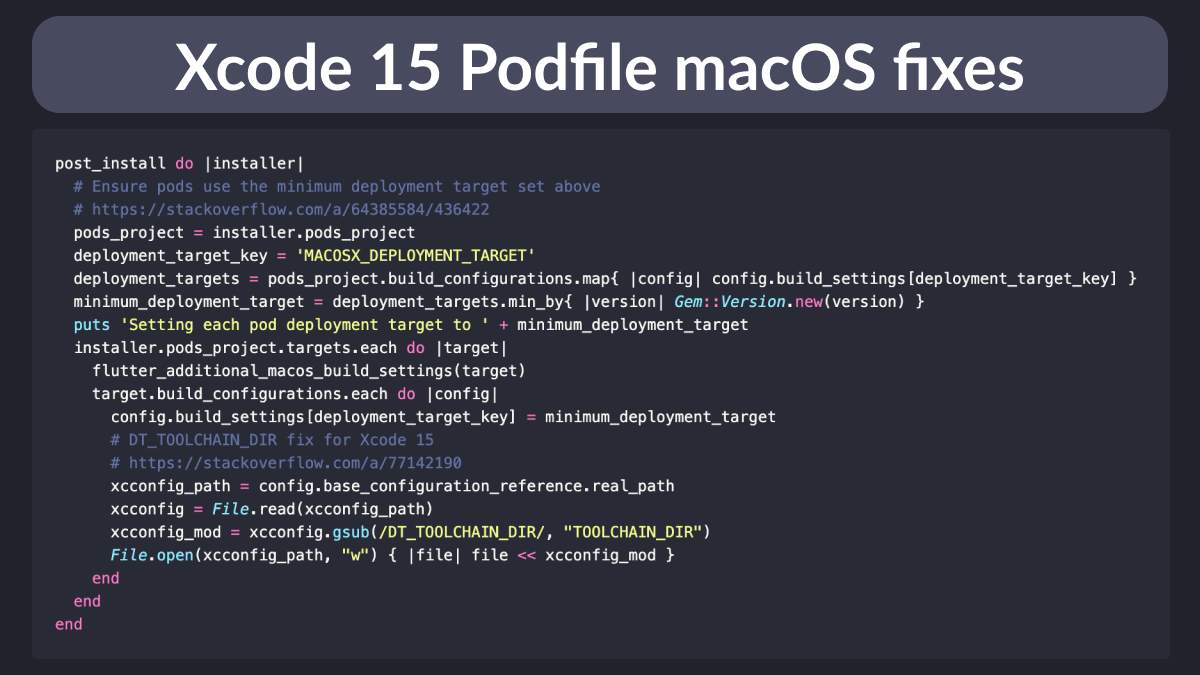 Xcode 15 Podfile macOS fixes
post_install do |installer|
  # Ensure pods use the minimum deployment target set above
  # https://stackoverflow.com/a/64385584/436422
  pods_project = installer.pods_project
  deployment_target_key = 'MACOSX_DEPLOYMENT_TARGET'
  deployment_targets = pods_project.build_configurations.map{ |config| config.build_settings[deployment_target_key] }
  minimum_deployment_target = deployment_targets.min_by{ |version| Gem::Version.new(version) }
  puts 'Setting each pod deployment target to ' + minimum_deployment_target
  installer.pods_project.targets.each do |target|
    flutter_additional_macos_build_settings(target)
    target.build_configurations.each do |config|
      config.build_settings[deployment_target_key] = minimum_deployment_target
      # DT_TOOLCHAIN_DIR fix for Xcode 15
      # https://stackoverflow.com/a/77142190
      xcconfig_path = config.base_configuration_reference.real_path
      xcconfig = File.read(xcconfig_path)
      xcconfig_mod = xcconfig.gsub(/DT_TOOLCHAIN_DIR/, "TOOLCHAIN_DIR")
      File.open(xcconfig_path, "w") { |file| file << xcconfig_mod }
    end
  end
end